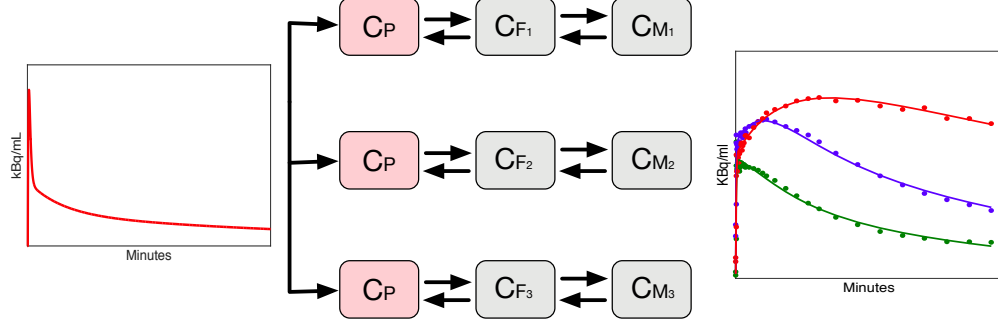 kBq/mL
Minutes
CP CF1 CM1
CP CF2 CM2
CP CF3 CM3
KBq/ml
Minutes